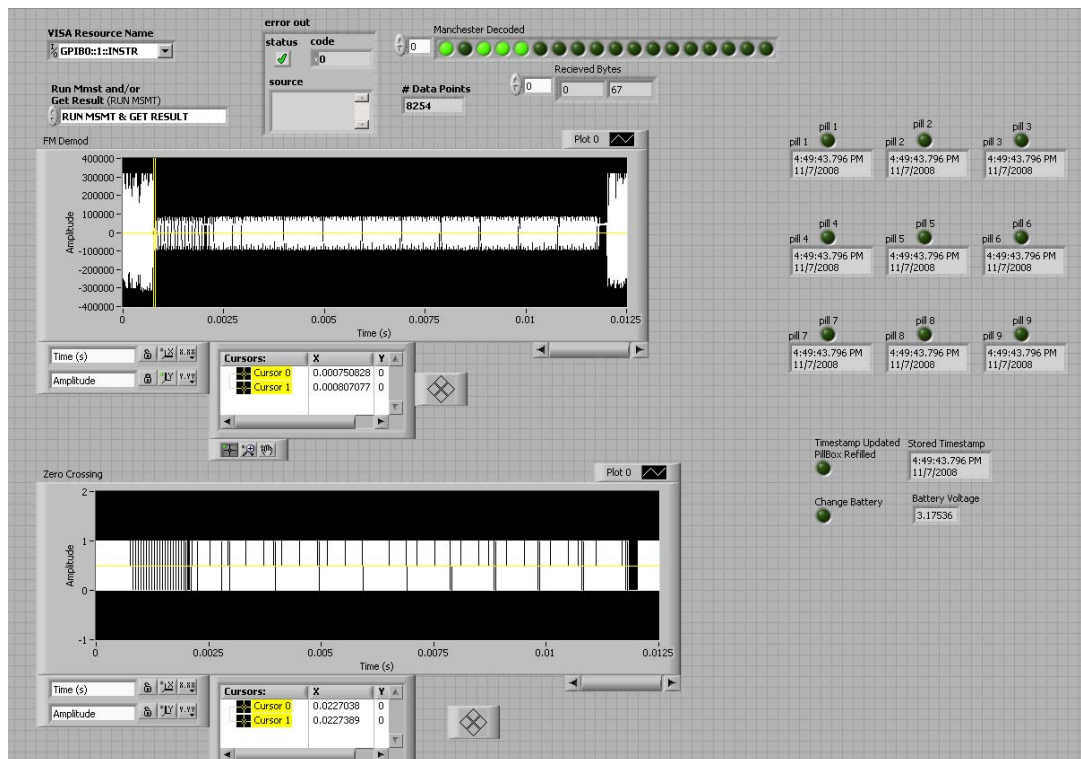 VISA Resource Name
GPIB0::1::INSTR
Run Mmst and/or
Get Result (RUN MSMT)
RUN MSMT & GET RESULT
error out
status code
0
source
Manchester Decoded
0
Recieved Bytes
0 0 67
# Data Points
8254
FM Demod
Plot 0
400000
300000
200000
100000
0
-100000
-200000
-300000
-400000
Amplitude
0 0.0025 0.005 0.0075 0.01 0.0125
Time (s)
Time (s)
Amplitude
Cursors: X Y
Cursor 0 0.000750828 0
Cursor 1 0.000807077 0
Zero Crossing
Plot 0
2
1
0
-1
Amplitude
0 0.0025 0.005 0.0075 0.01 0.0125
Time (s)
Time (s)
Amplitude
Cursors: X Y
Cursor 0 0.0227038 0
Cursor 1 0.0227389 0
pill 1 pill 2 pill 3
pill 1 pill 2 pill 3
4:49:43.796 PM 4:49:43.796 PM 4:49:43.796 PM
11/7/2008 11/7/2008 11/7/2008
pill 4 pill 5 pill 6
pill 4 pill 5 pill 6
4:49:43.796 PM 4:49:43.796 PM 4:49:43.796 PM
11/7/2008 11/7/2008 11/7/2008
pill 7 pill 8 pill 9
pill 7 pill 8 pill 9
4:49:43.796 PM 4:49:43.796 PM 4:49:43.796 PM
11/7/2008 11/7/2008 11/7/2008
Timestamp Updated Stored Timestamp
PillBox Refilled
4:49:43.796 PM
11/7/2008
Change Battery Battery Voltage
3.17536